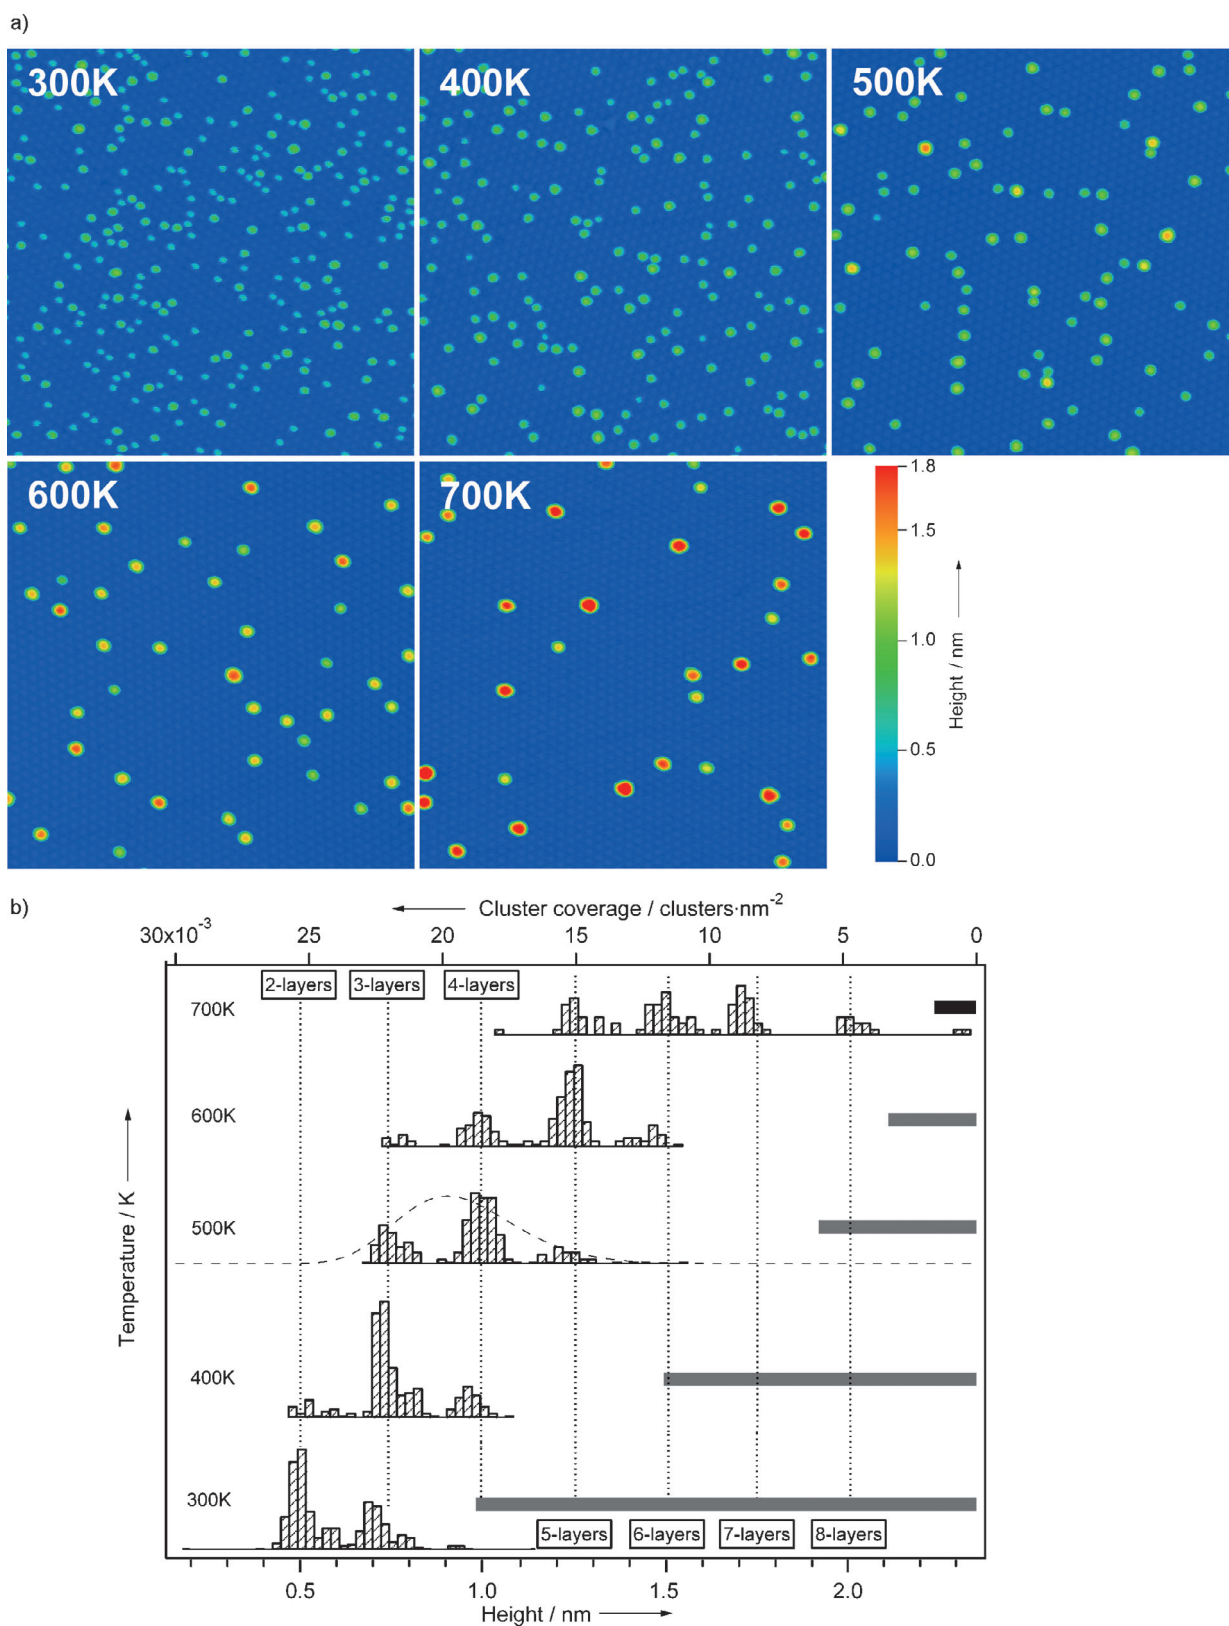 a)
300K
400K
500K
600K
700K
1.8
1.5
1.0
0.5
0.0
Height / nm
b)
Cluster coverage / clusters·nm⁻²
30x10⁻³ 25 20 15 10 5 0
2-layers 3-layers 4-layers
700K
600K
500K
400K
300K
5-layers 6-layers 7-layers 8-layers
Temperature / K
0.5 1.0 1.5 2.0
Height / nm